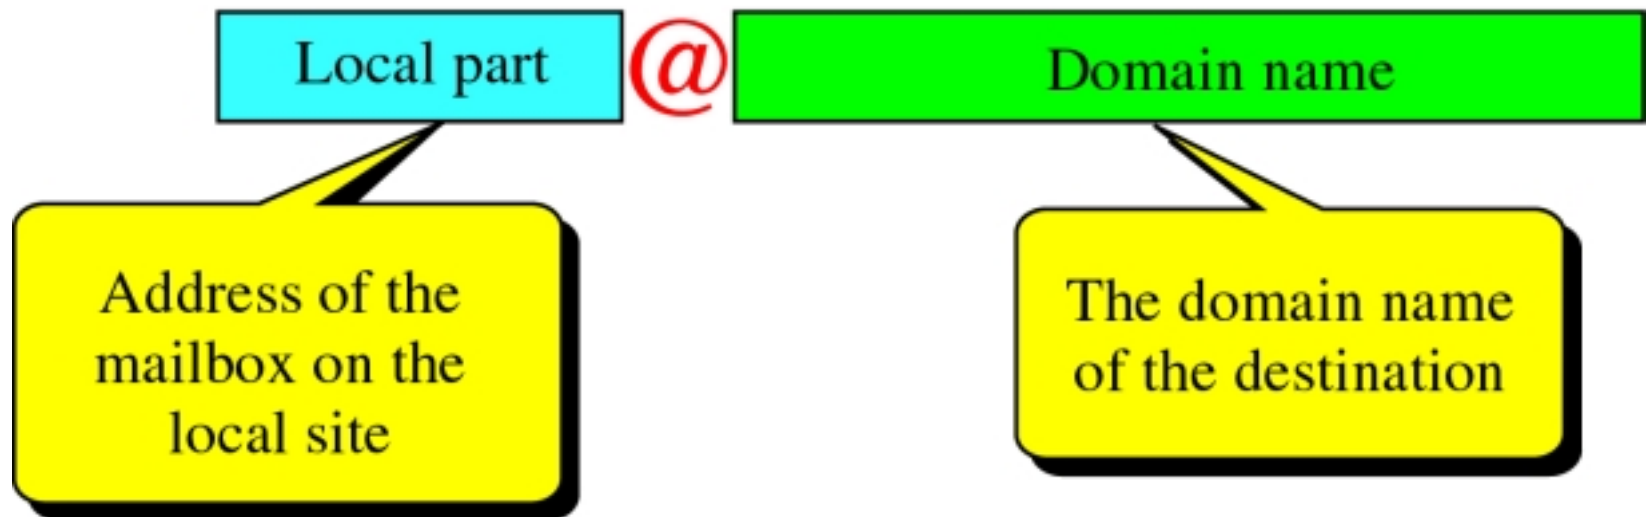 Local part @ Domain name
Address of the
mailbox on the
local site
The domain name
of the destination